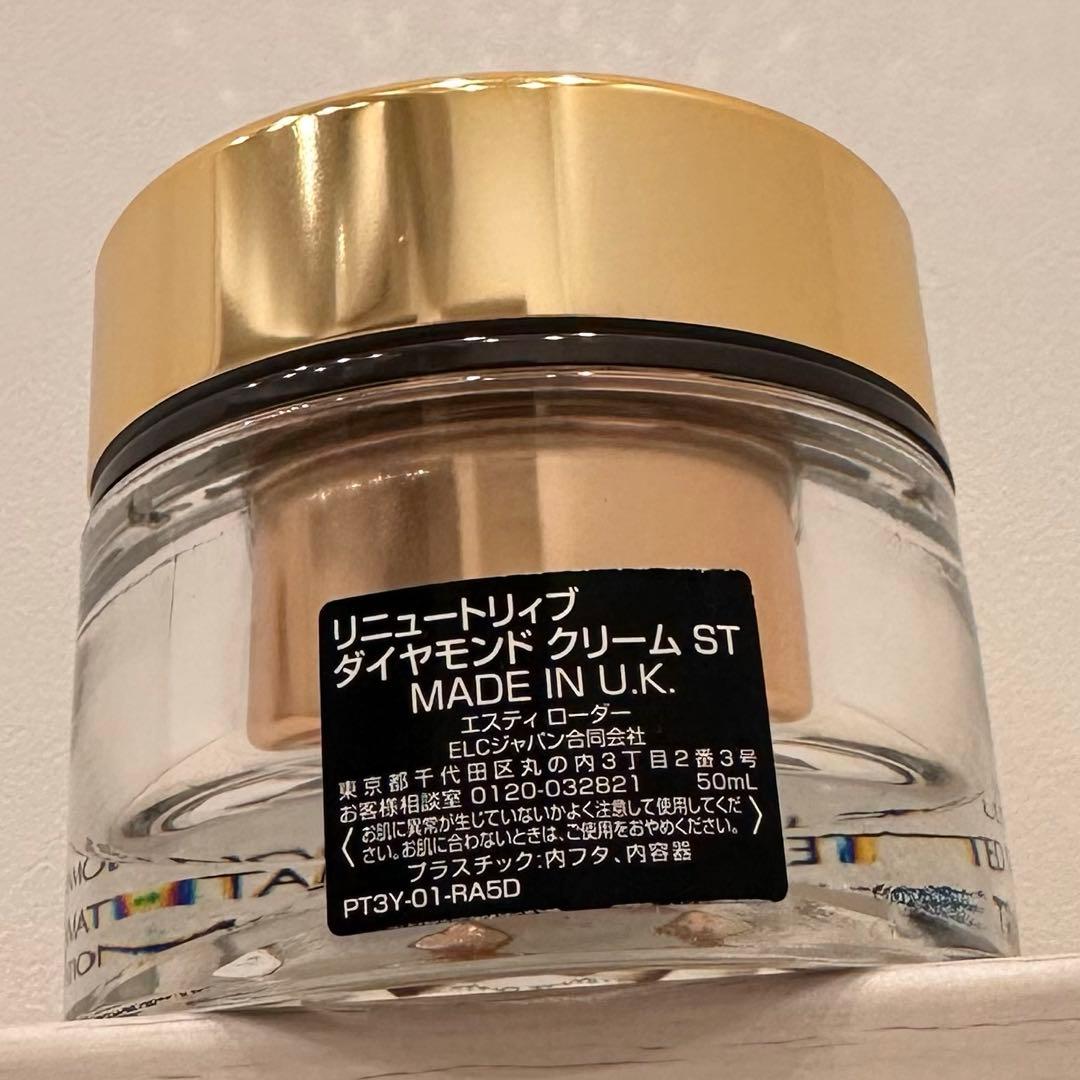 リニュートリィブ
ダイヤモンド クリーム ST
MADE IN U.K.
エスティ ローダー
ELCジャパン合同会社
東京都千代田区丸の内3丁目2番3号
お客様相談室 0120-032821 50mL
〈お肌に異常が生じていないかよく注意して使用してくだ
さい。お肌に合わないときは、ご使用をおやめください。〉
プラスチック:内フタ、内容器
PT3Y-01-RA5D